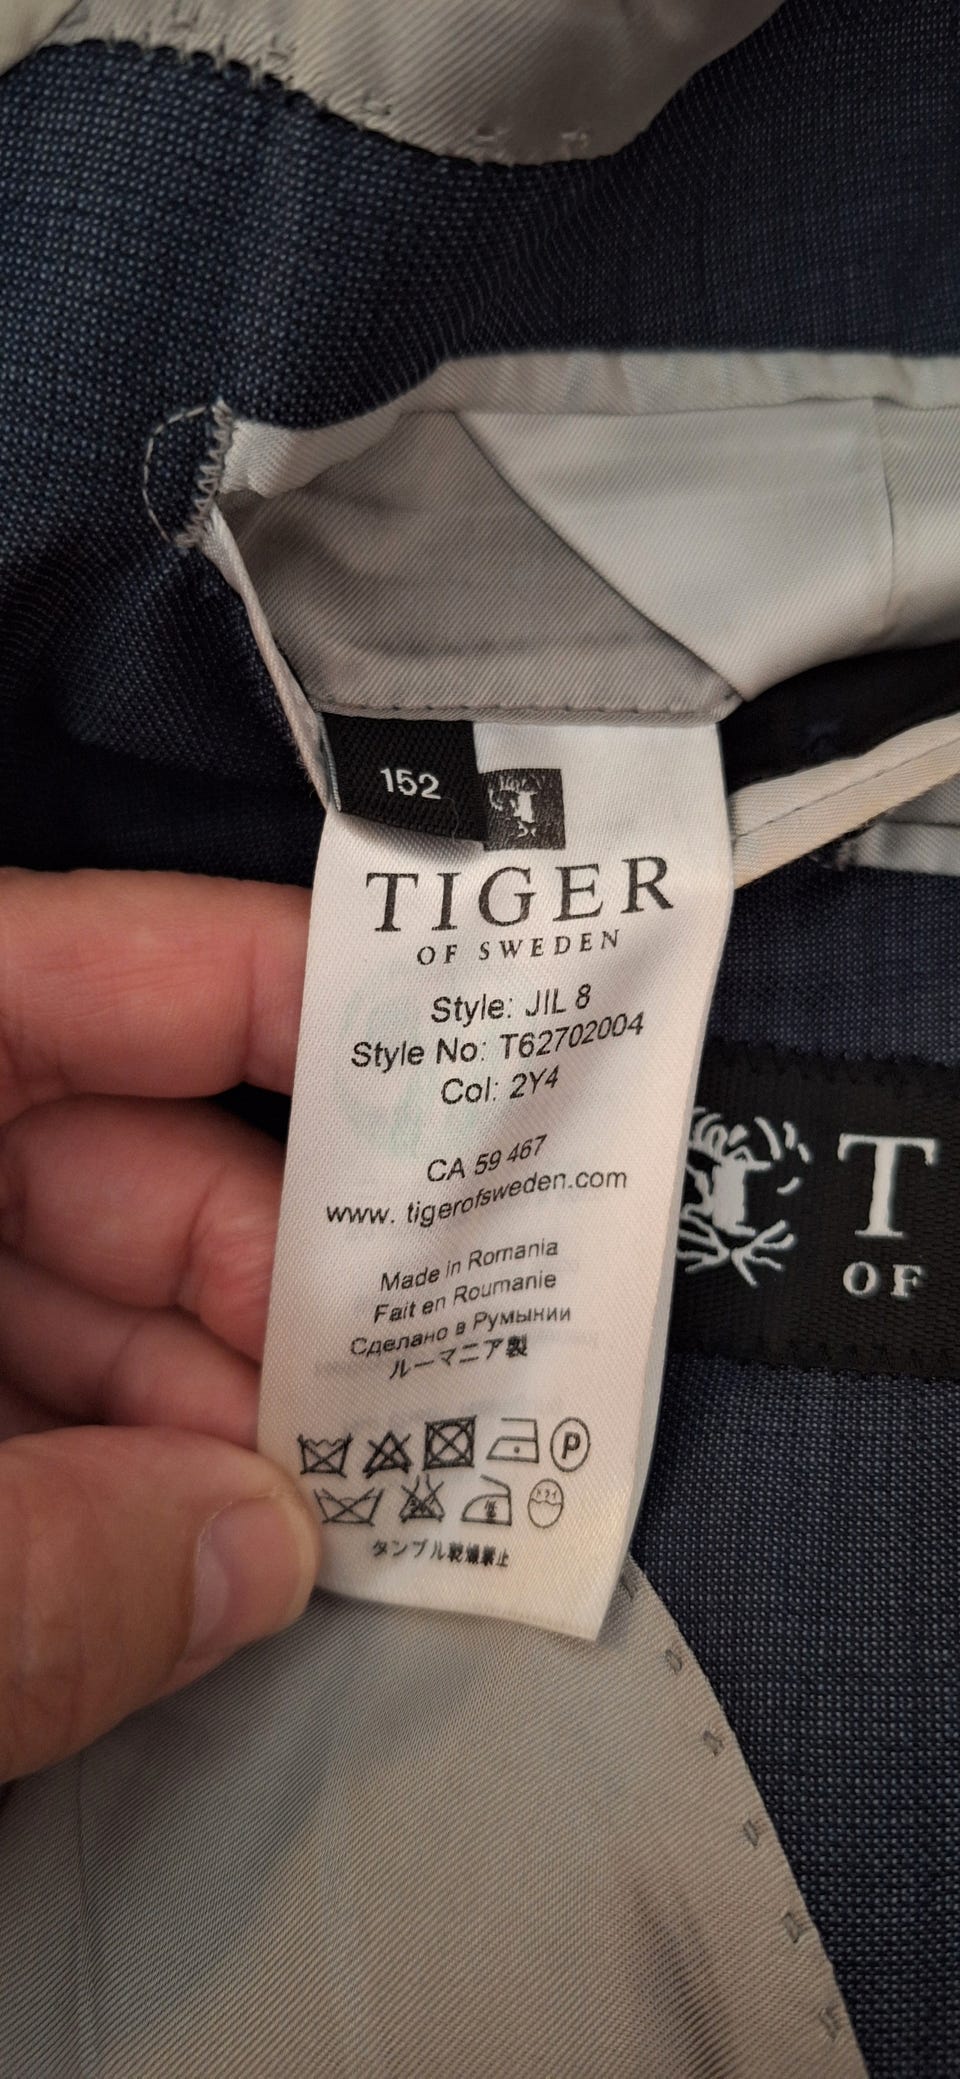 152
TIGER
OF SWEDEN
Style: JIL 8
Style No: T62702004
Col: 2Y4
CA 59 467
www. tigerofsweden.com
Made in Romania
Fait en Roumanie
Сделано в Румынии
ルーマニア製
P
タンブル乾燥禁止
T
OF